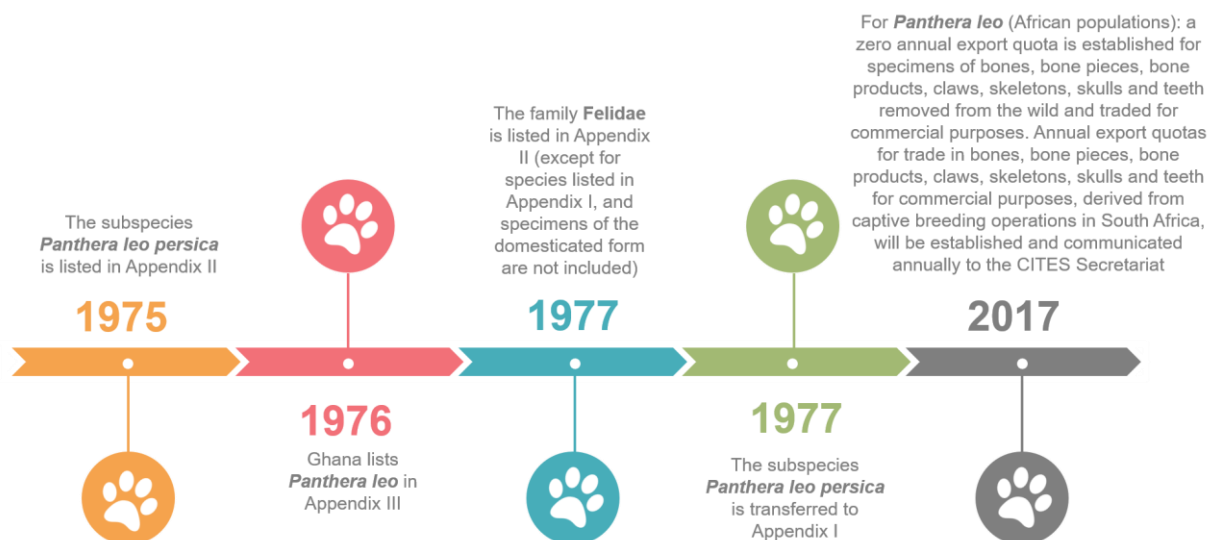 The subspecies
Panthera leo persica
is listed in Appendix II
1975
1976
Ghana lists
Panthera leo in
Appendix III
The family Felidae
is listed in Appendix
II (except for
species listed in
Appendix I, and
specimens of the
domesticated form
are not included)
1977
1977
The subspecies
Panthera leo persica
is transferred to
Appendix I
For Panthera leo (African populations): a
zero annual export quota is established for
specimens of bones, bone pieces, bone
products, claws, skeletons, skulls and teeth
removed from the wild and traded for
commercial purposes. Annual export quotas
for trade in bones, bone pieces, bone
products, claws, skeletons, skulls and teeth
for commercial purposes, derived from
captive breeding operations in South Africa,
will be established and communicated
annually to the CITES Secretariat
2017